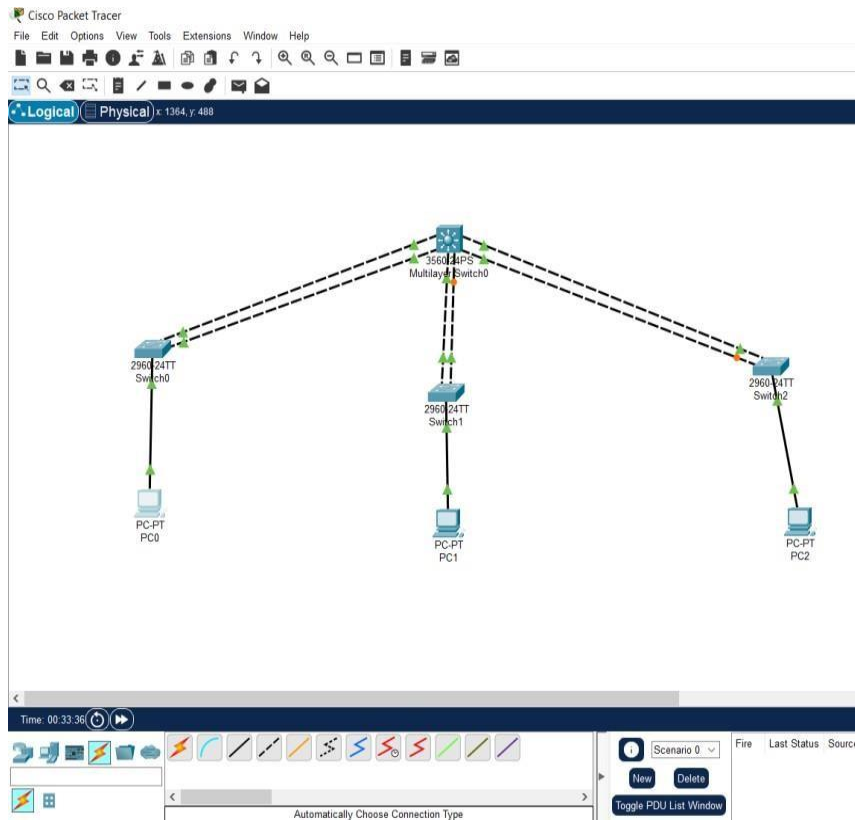 Cisco Packet Tracer
File Edit Options View Tools Extensions Window Help
Logical Physical x: 1364, y: 488
3560-24PS
Multilayer Switch0
2960-24TT
Switch0
2960-24TT
Switch1
2960-24TT
Switch2
PC-PT
PC0
PC-PT
PC1
PC-PT
PC2
Time: 00:33:36
Scenario 0
Fire Last Status Source
New Delete
Toggle PDU List Window
Automatically Choose Connection Type